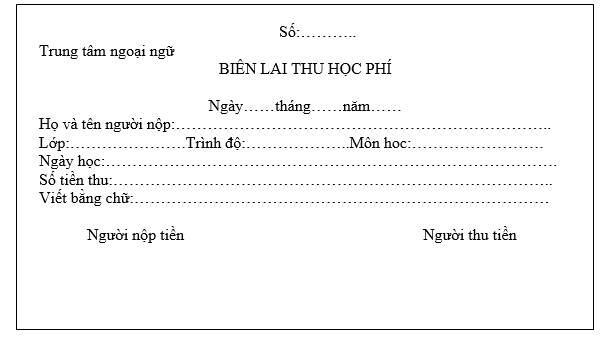 Số:………..
Trung tâm ngoại ngữ
BIÊN LAI THU HỌC PHÍ
Ngày……tháng……năm……
Họ và tên người nộp:…………………………………………………………..
Lớp:……………………Trình độ:…………………Môn hoc:……………………
Ngày học:……………………………………………………………………
Số tiền thu:…………………………………………………………………..
Viết bằng chữ:…………………………………………………………………
Người nộp tiền Người thu tiền